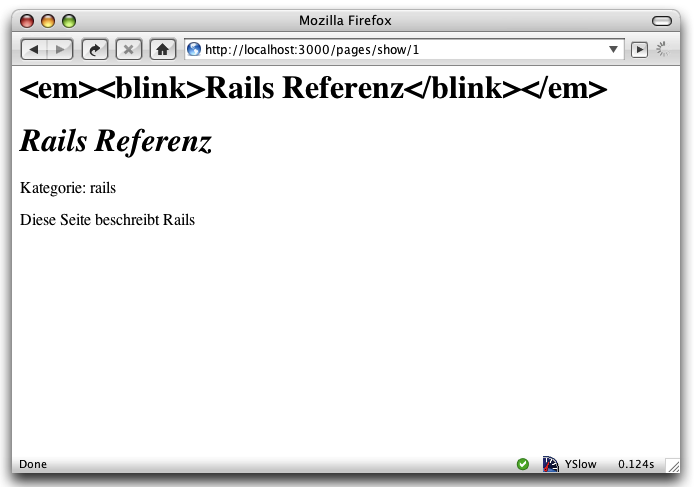 Mozilla Firefox
http://localhost:3000/pages/show/1
<em><blink>Rails Referenz</blink></em>
Rails Referenz
Kategorie: rails
Diese Seite beschreibt Rails
Done YSlow 0.124s